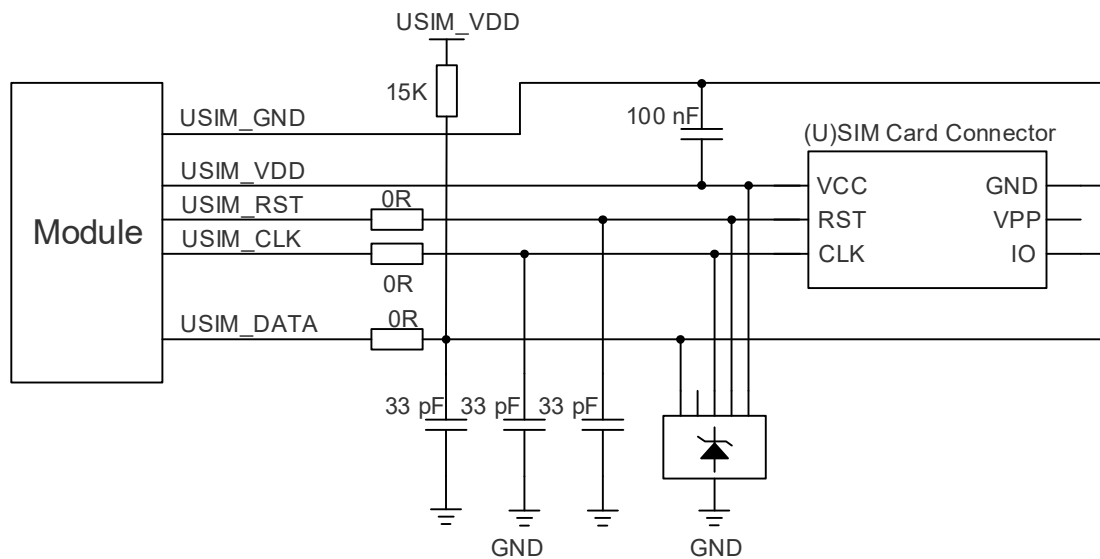 USIM_VDD
15K
USIM_GND
100 nF
(U)SIM Card Connector
USIM_VDD
VCC
GND
USIM_RST
0R
RST
VPP
Module
USIM_CLK
CLK
IO
0R
USIM_DATA
0R
33 pF
33 pF
33 pF
GND
GND